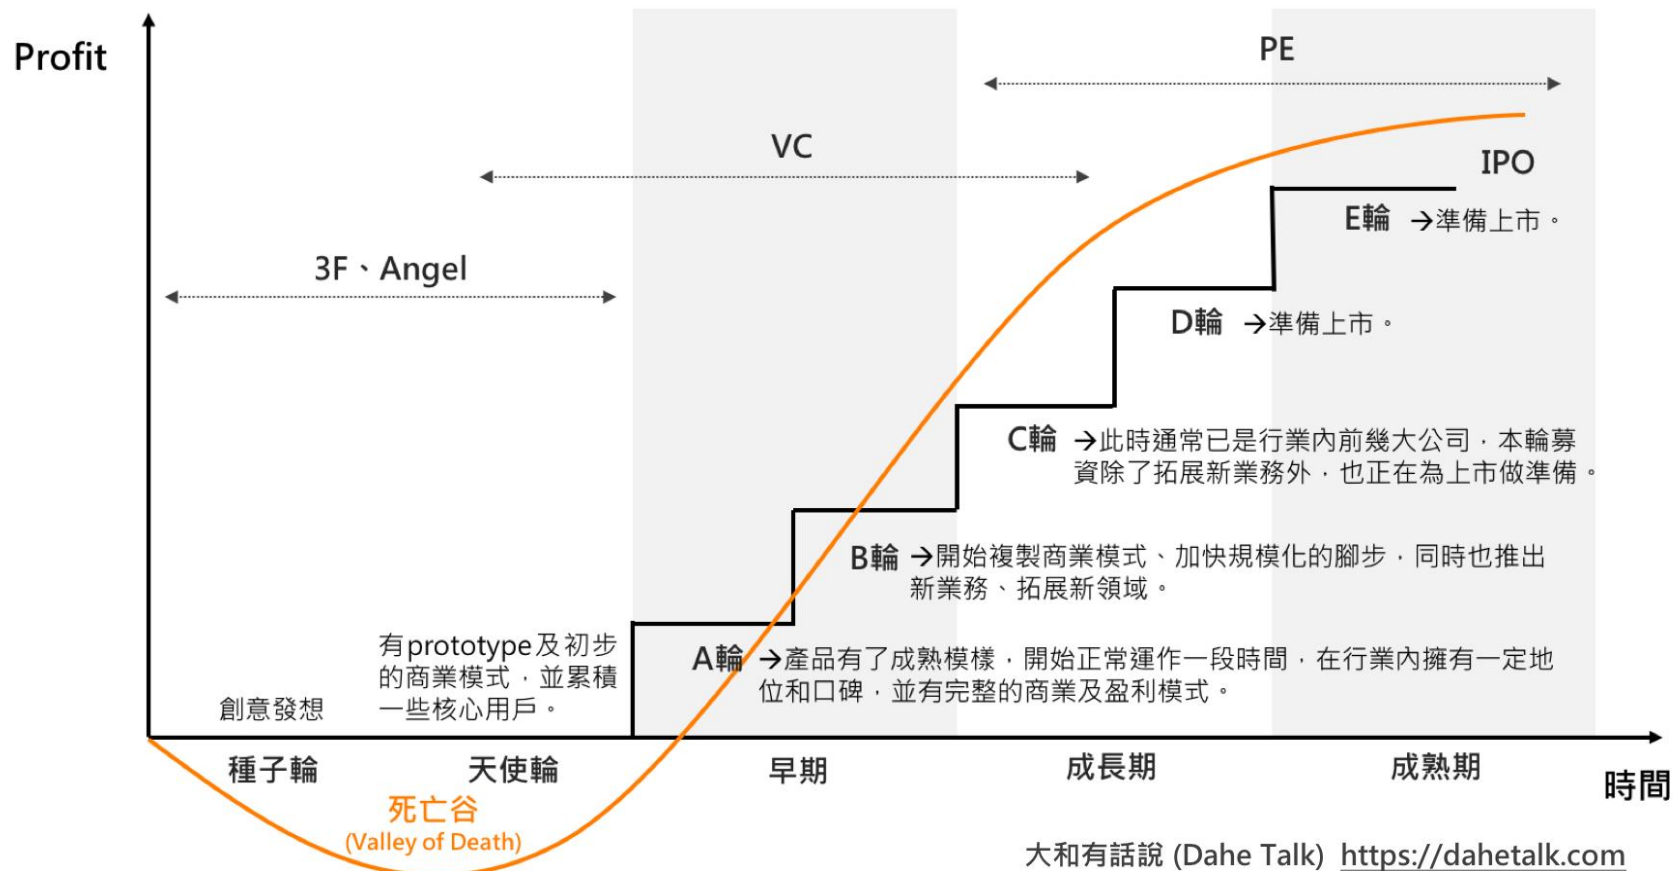 Profit
PE
VC
IPO
E輪 →準備上市。
3F、Angel
D輪 →準備上市。
C輪 →此時通常已是行業內前幾大公司，本輪募
資除了拓展新業務外，也正在為上市做準備。
B輪 →開始複製商業模式、加快規模化的腳步，同時也推出
新業務、拓展新領域。
有prototype及初步
的商業模式，並累積
一些核心用戶。
A輪 →產品有了成熟模樣，開始正常運作一段時間，在行業內擁有一定地
位和口碑，並有完整的商業及盈利模式。
創意發想
種子輪
天使輪
早期
成長期
成熟期
時間
死亡谷
(Valley of Death)
大和有話說 (Dahe Talk) https://dahetalk.com